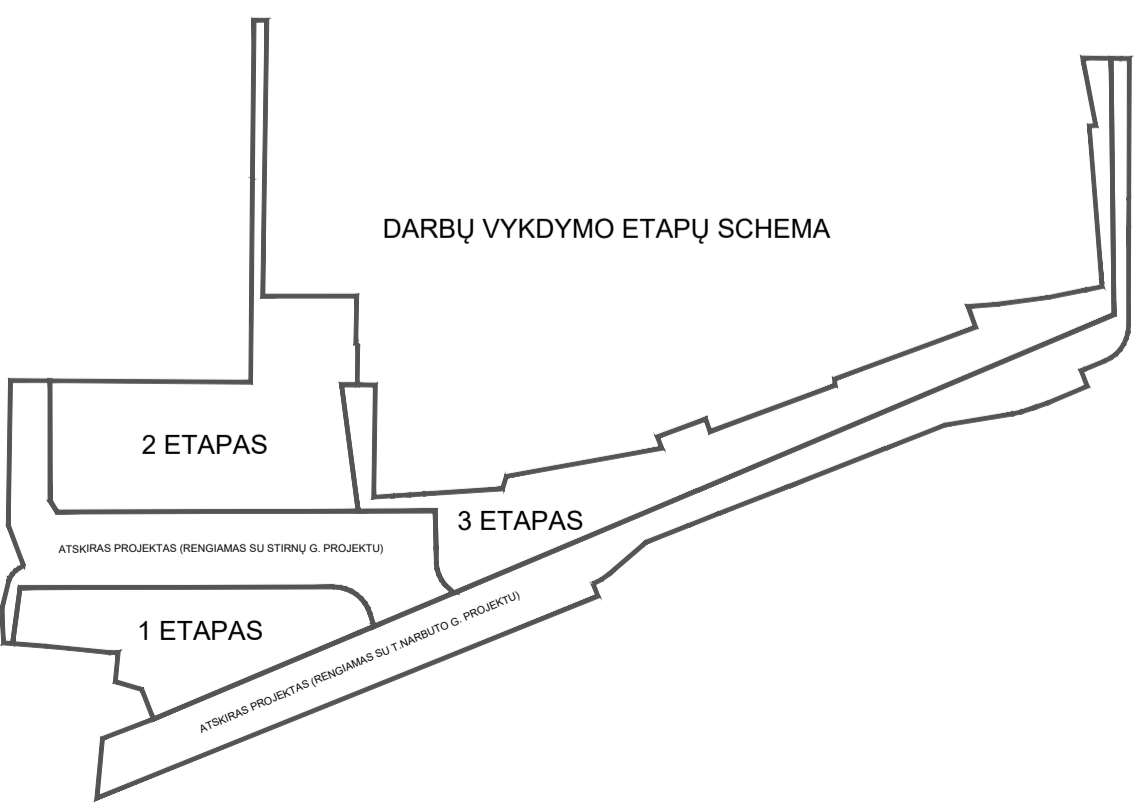 DARBŲ VYKDYMO ETAPŲ SCHEMA
2 ETAPAS
3 ETAPAS
ATSKIRAS PROJEKTAS (RENGIAMAS SU STIRNŲ G. PROJEKTU)
1 ETAPAS
ATSKIRAS PROJEKTAS (RENGIAMAS SU T.NARBUTO G. PROJEKTU)